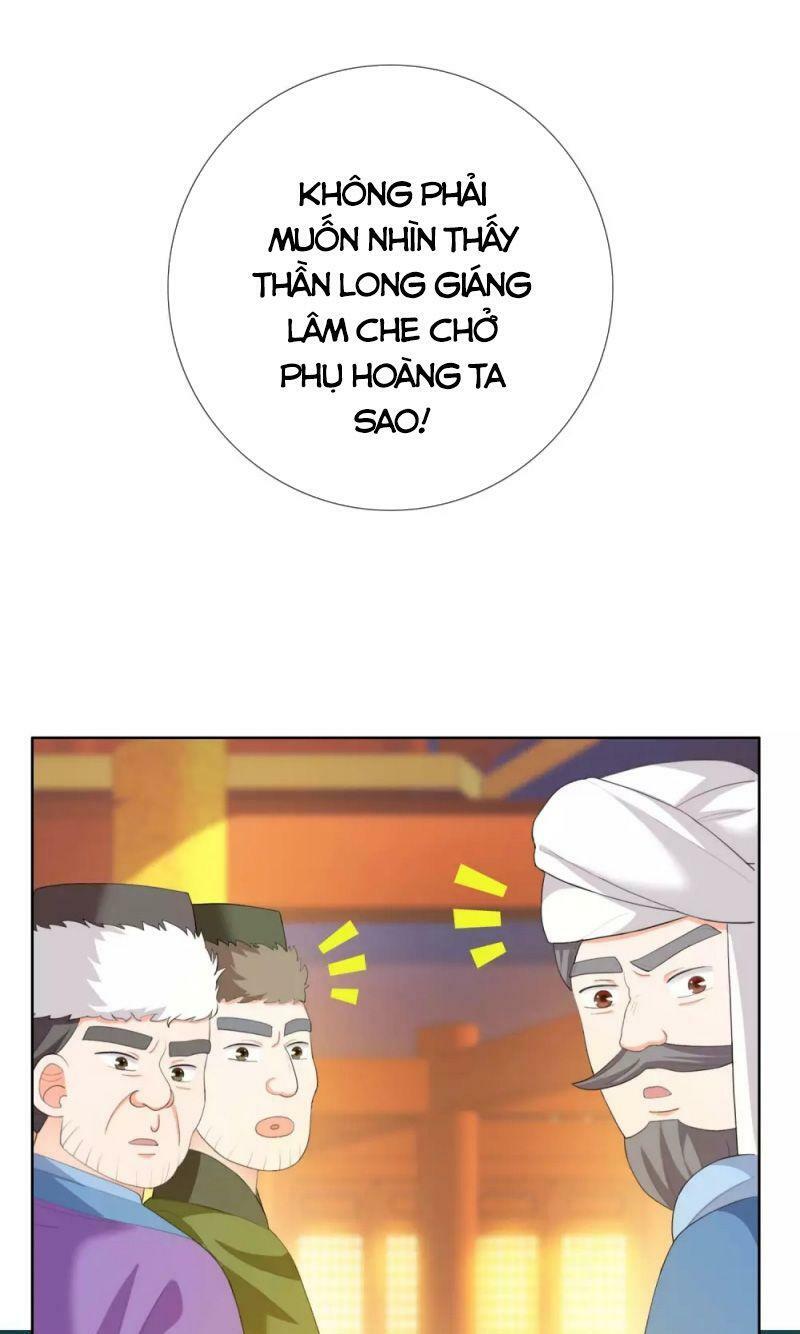 KHÔNG PHẢI
MUỐN NHÌN THẤY
THẦN LONG GIÁNG
LÂM CHE CHỞ
PHỤ HOÀNG TA
SAO!